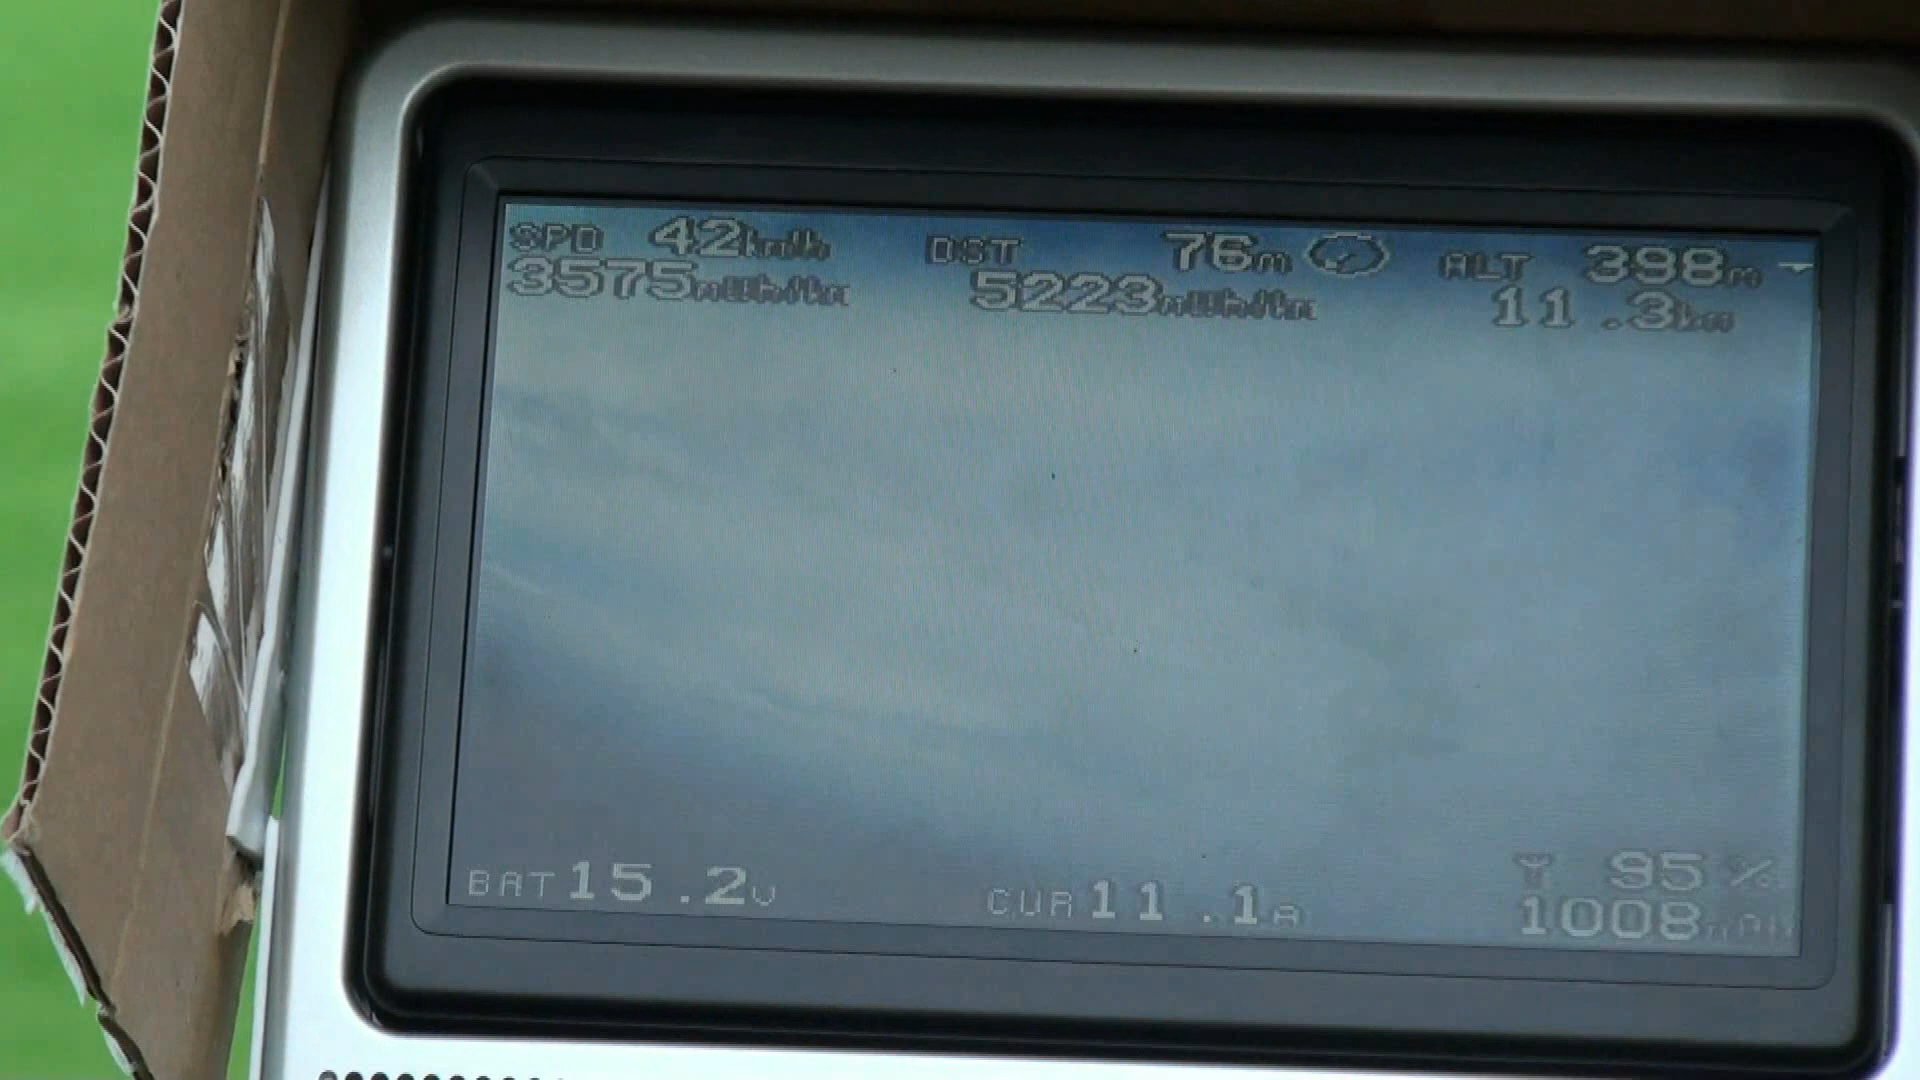 SPD 42km/h DST 76m ALT 398m
3575mWh/km 5223mWh/km 11.3km
BAT 15.2V CUR 11.1A 95%
1008mAh